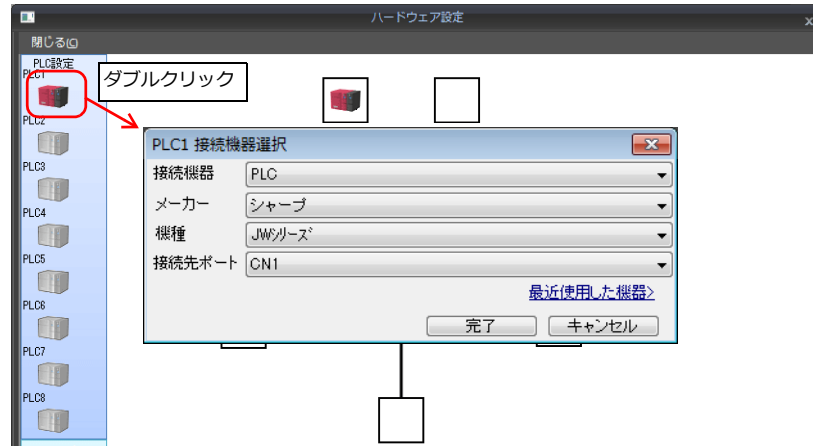 ハードウェア設定
x
閉じる(C)
PLC設定
PLC1
ダブルクリック
PLC2
PLC3
PLC4
PLC5
PLC6
PLC7
PLC8
PLC1 接続機器選択
接続機器 PLC
メーカー シャープ
機種 JWシリーズ
接続先ポート CN1
最近使用した機器>
完了 キャンセル